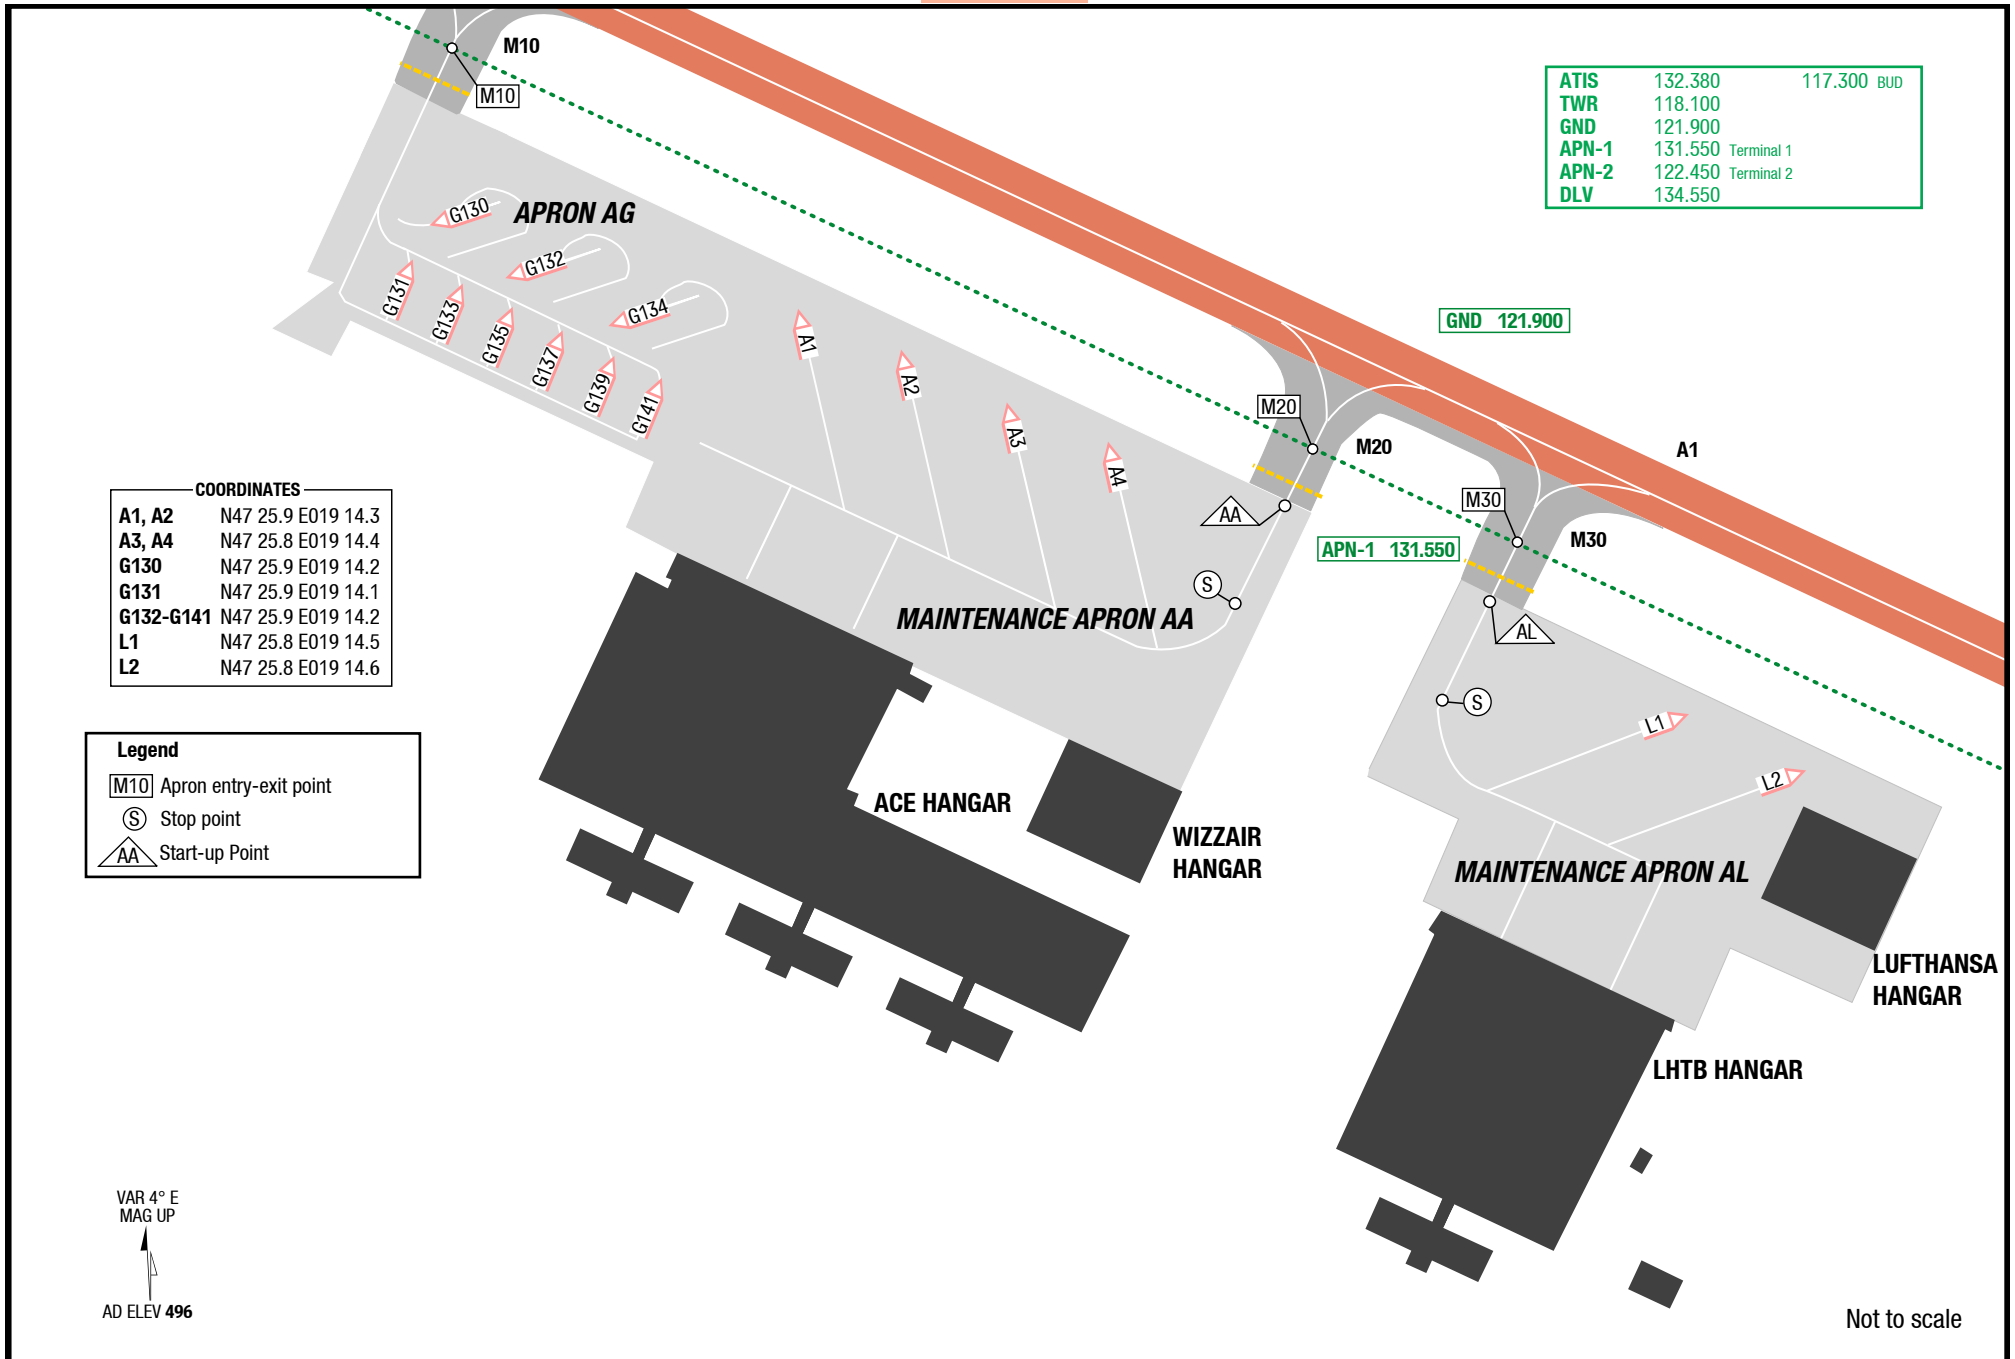 M10
M10
ATIS 132.380 117.300 BUD
TWR 118.100
GND 121.900
APN-1 131.550 Terminal 1
APN-2 122.450 Terminal 2
DLV 134.550
G130
APRON AG
G132
G134
G131
G133
G135
G137
G139
G141
A1
A2
A3
A4
GND 121.900
M20
M20
A1
M30
M30
AA
APN-1 131.550
S
MAINTENANCE APRON AA
AL
S
L1
L2
COORDINATES
A1, A2 N47 25.9 E019 14.3
A3, A4 N47 25.8 E019 14.4
G130 N47 25.9 E019 14.2
G131 N47 25.9 E019 14.1
G132-G141 N47 25.9 E019 14.2
L1 N47 25.8 E019 14.5
L2 N47 25.8 E019 14.6
Legend
M10 Apron entry-exit point
S Stop point
AA Start-up Point
ACE HANGAR
WIZZAIR
HANGAR
MAINTENANCE APRON AL
LUFTHANSA
HANGAR
LHTB HANGAR
VAR 4° E
MAG UP
AD ELEV 496
Not to scale